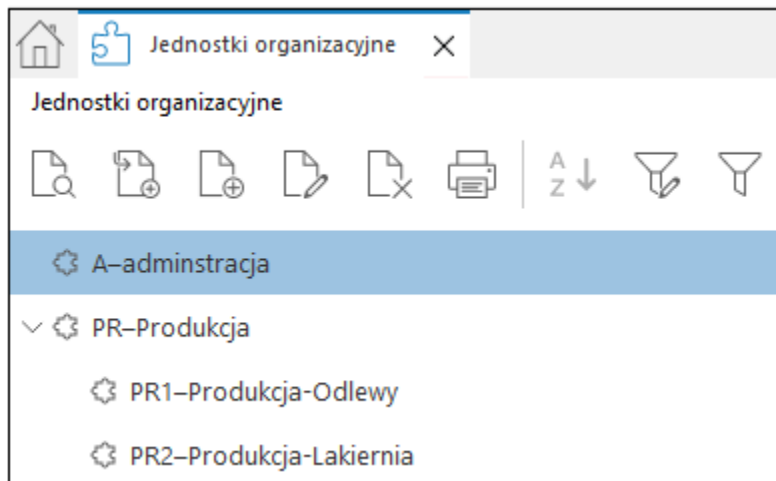 Jednostki organizacyjne
Jednostki organizacyjne
A
Z
A–adminstracja
PR–Produkcja
PR1–Produkcja-Odlewy
PR2–Produkcja-Lakiernia